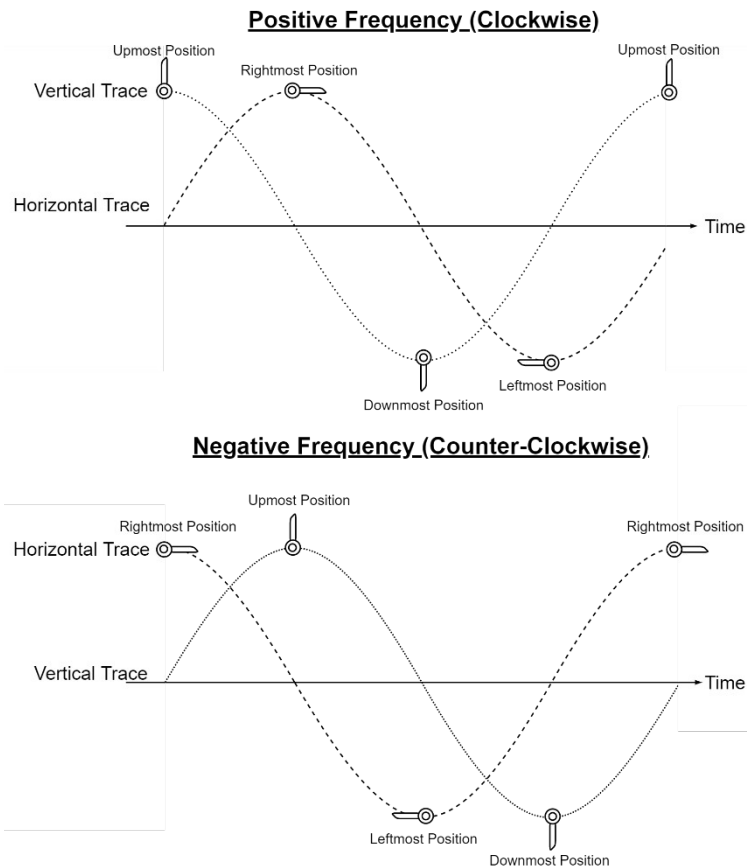 Positive Frequency (Clockwise)
Upmost Position
Upmost Position
Rightmost Position
Vertical Trace
Horizontal Trace
Time
Leftmost Position
Downmost Position
Negative Frequency (Counter-Clockwise)
Upmost Position
Rightmost Position
Rightmost Position
Horizontal Trace
Vertical Trace
Time
Leftmost Position
Downmost Position